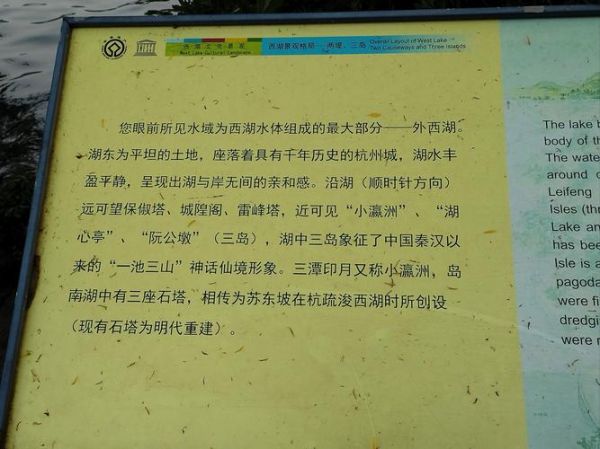 西湖文化景观
West Lake Cultural Landscape
西湖景观格局——两堤、三岛
Overall Layout of West Lake
Two Causeways and Three Islands
您眼前所见水域为西湖水体组成的最大部分——外西湖。
湖东为平坦的土地，座落着具有千年历史的杭州城，湖水丰
盈平静，呈现出湖与岸无间的亲和感。沿湖（顺时针方向）
远可望保俶塔、城隍阁、雷峰塔，近可见“小瀛洲”、“湖
心亭”、“阮公墩”（三岛），湖中三岛象征了中国秦汉以
来的“一池三山”神话仙境形象。三潭印月又称小瀛洲，岛
南湖中有三座石塔，相传为苏东坡在杭疏浚西湖时所创设
（现有石塔为明代重建）。
The lake b
body of th
The wate
around
Leifeng
Isles (thr
Lake an
has bee
Isle is a
pagoda
were fi
dredgi
were r